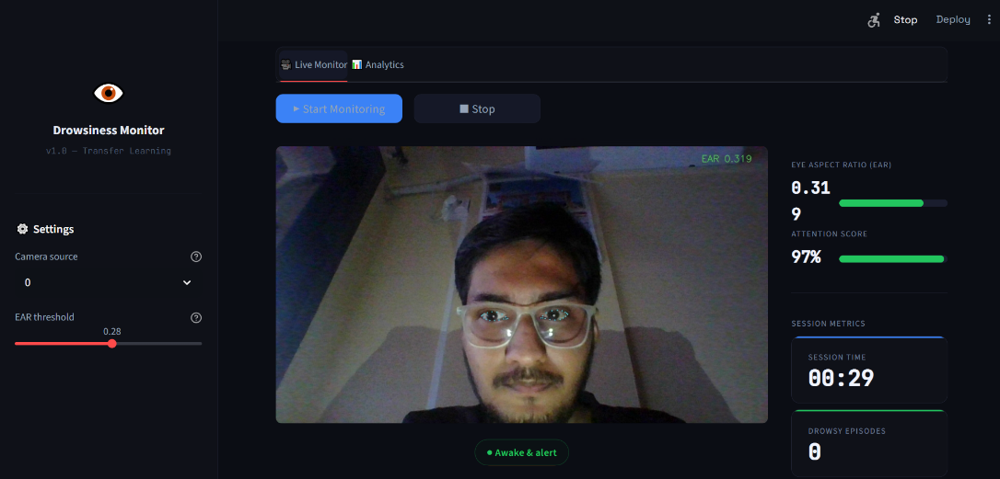 Stop
Deploy
Live Monitor
Analytics
Start Monitoring
Stop
Drowsiness Monitor
v1.0 — Transfer Learning
Settings
Camera source
0
EAR threshold
0.28
EAR 0.319
Awake & alert
EYE ASPECT RATIO (EAR)
0.31
9
ATTENTION SCORE
97%
SESSION METRICS
SESSION TIME
00:29
DROWSY EPISODES
0